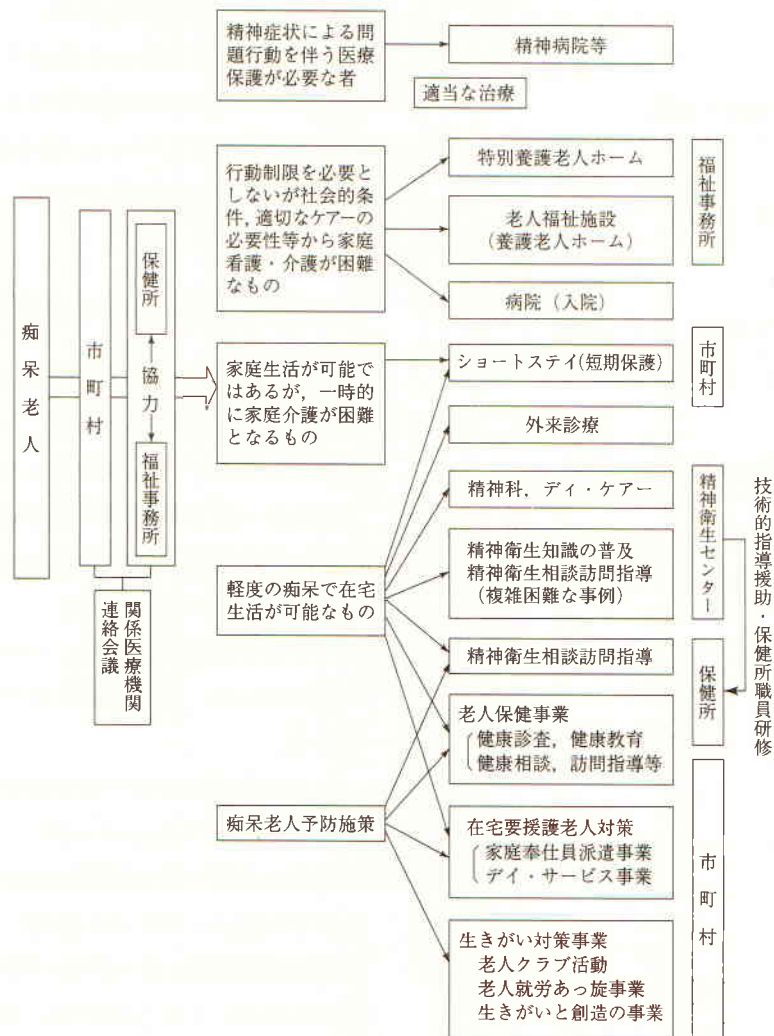 精神症状による問
題行動を伴う医療
保護が必要な者
精神病院等
適当な治療
行動制限を必要と
しないが社会的条
件,適切なケアーの
必要性等から家庭
看護・介護が困難
なもの
特別養護老人ホーム
老人福祉施設
(養護老人ホーム)
病院(入院)
福祉事務所
痴呆老人
市町村
保健所
協力
福祉事務所
関係医療機関
連絡会議
家庭生活が可能で
はあるが,一時的
に家庭介護が困難
となるもの
ショートステイ(短期保護)
市町村
外来診療
精神科,ディ・ケアー
精神衛生知識の普及
精神衛生相談訪問指導
(複雑困難な事例)
精神衛生センター
技術的指導援助・保健所職員研修
軽度の痴呆で在宅
生活が可能なもの
精神衛生相談訪問指導
保健所
老人保健事業
健康診査,健康教育
健康相談,訪問指導等
痴呆老人予防施策
在宅要援護老人対策
家庭奉仕員派遣事業
デイ・サービス事業
市町村
生きがい対策事業
老人クラブ活動
老人就労あっ旋事業
生きがいと創造の事業